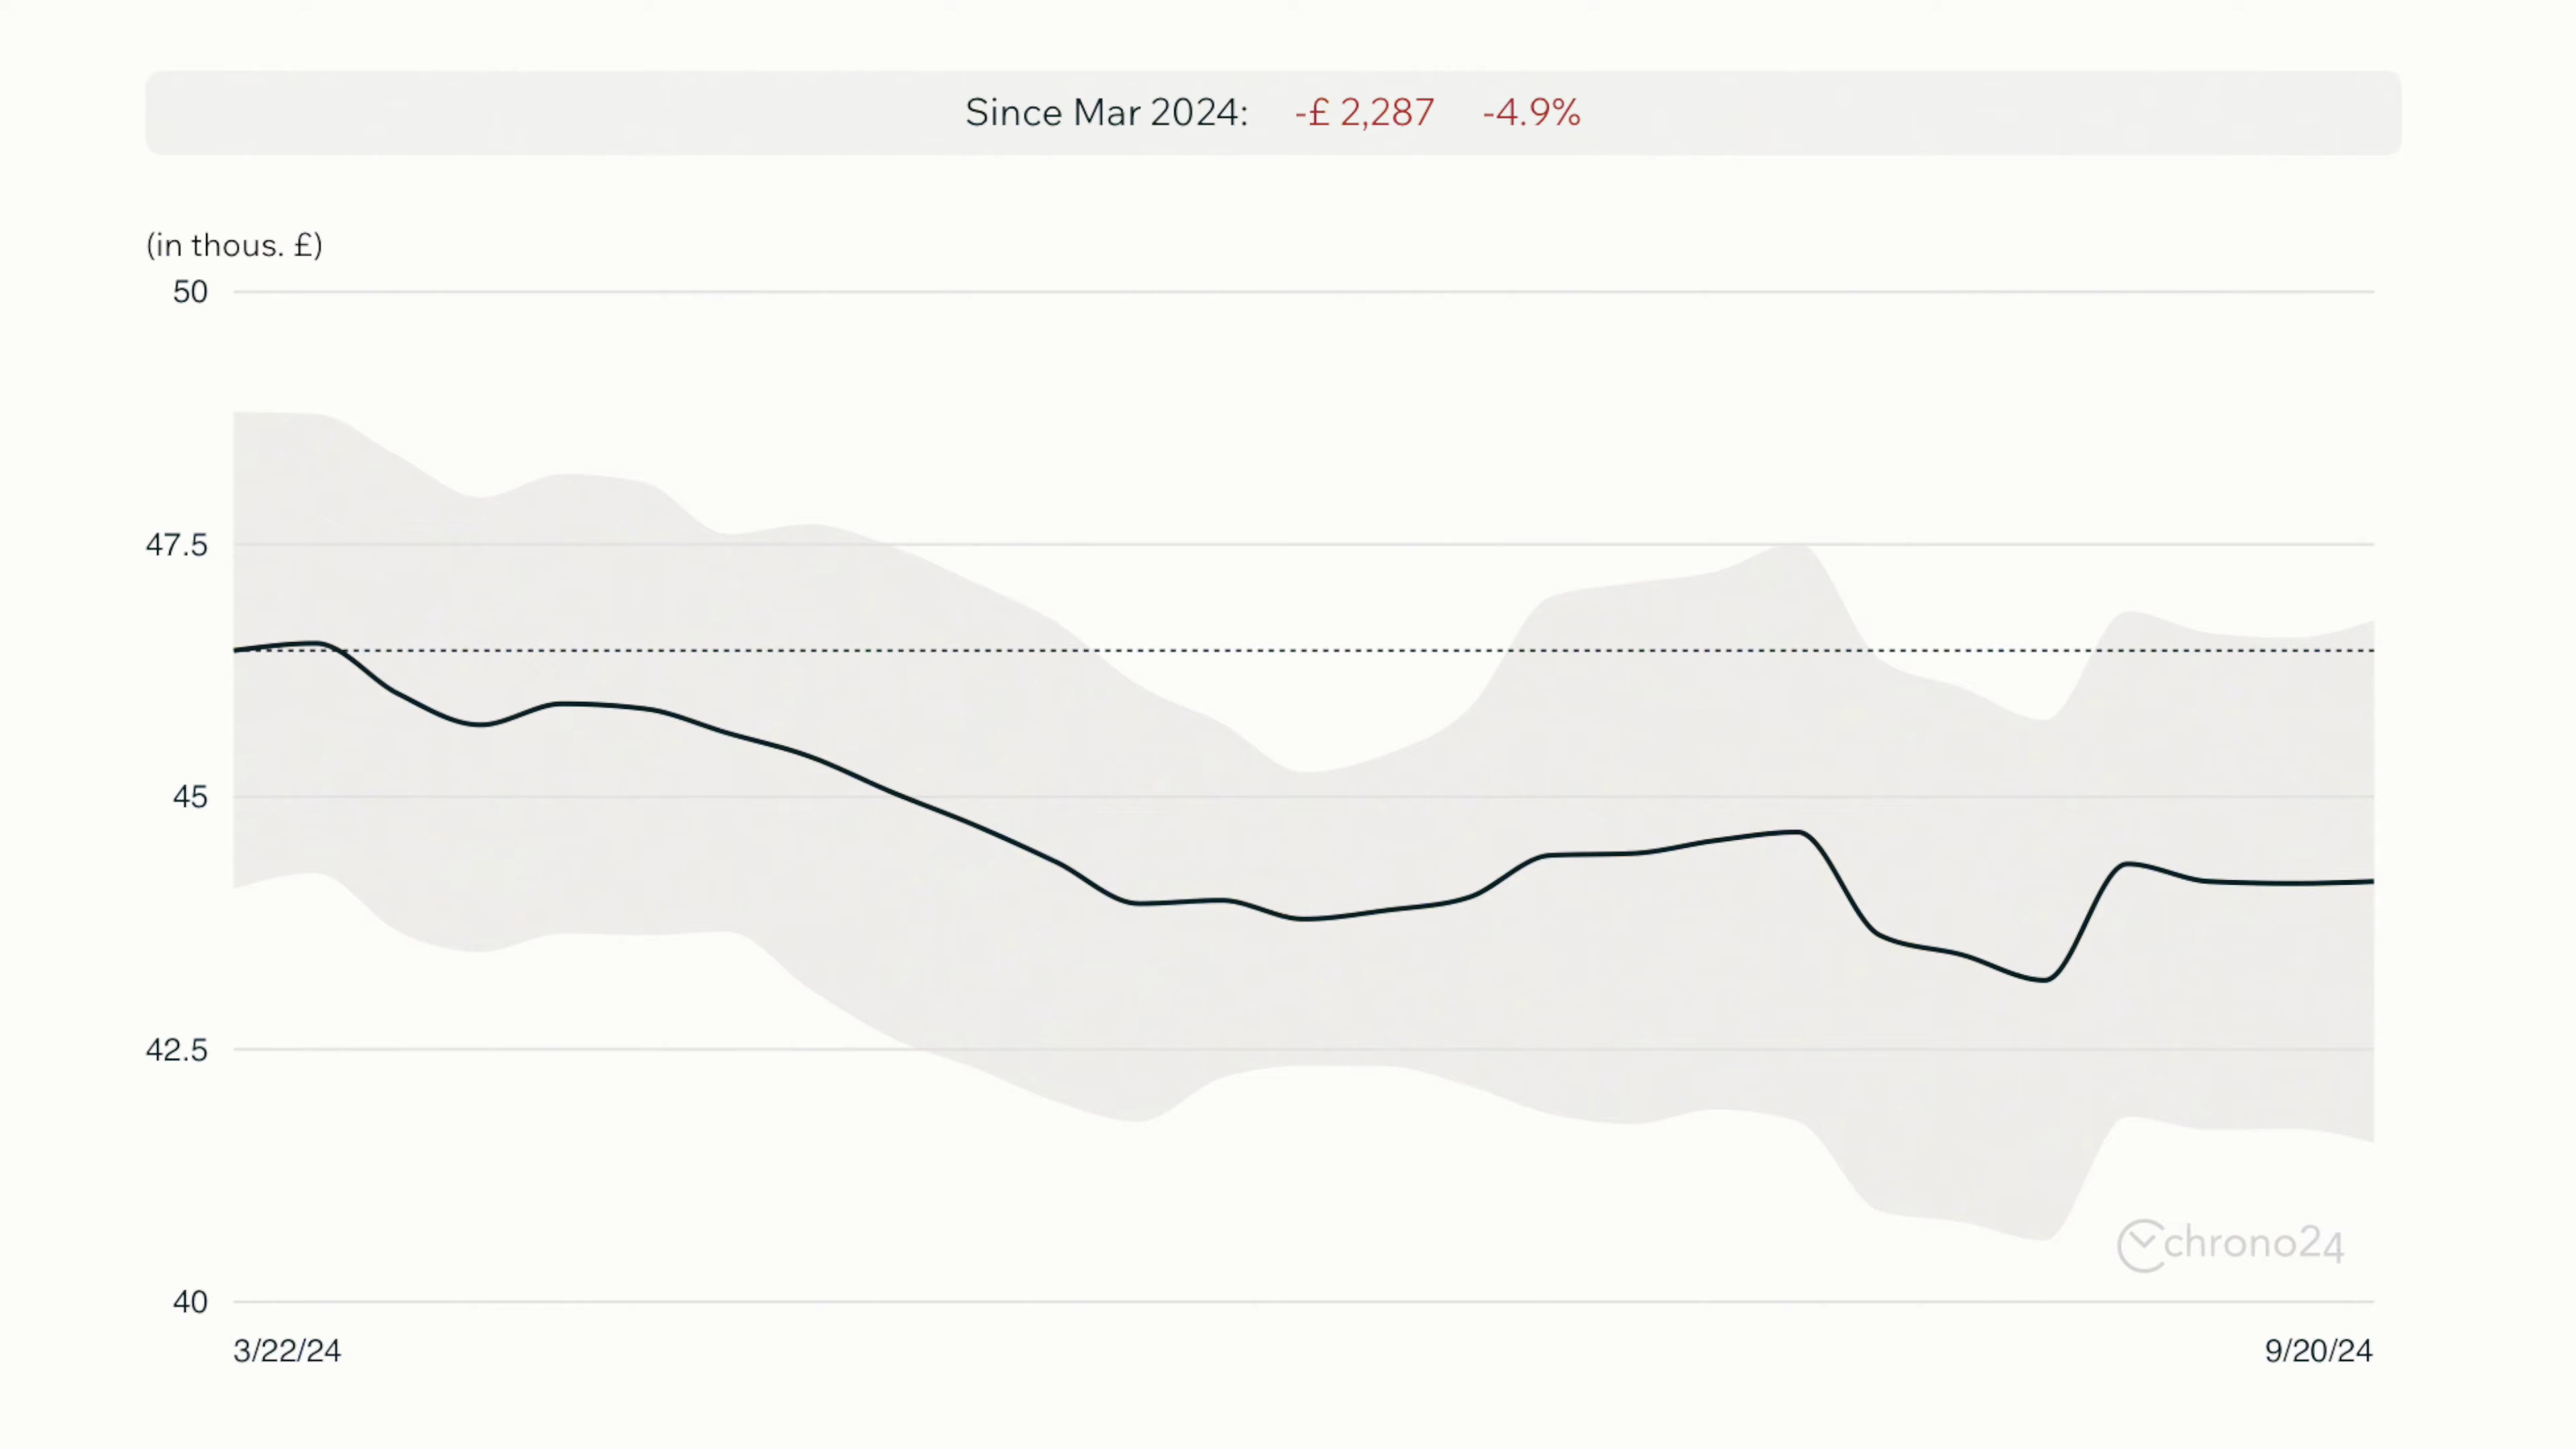 Since Mar 2024: -£ 2,287 -4.9%
(in thous. £)
50
47.5
45
42.5
40
chrono24
3/22/24 9/20/24